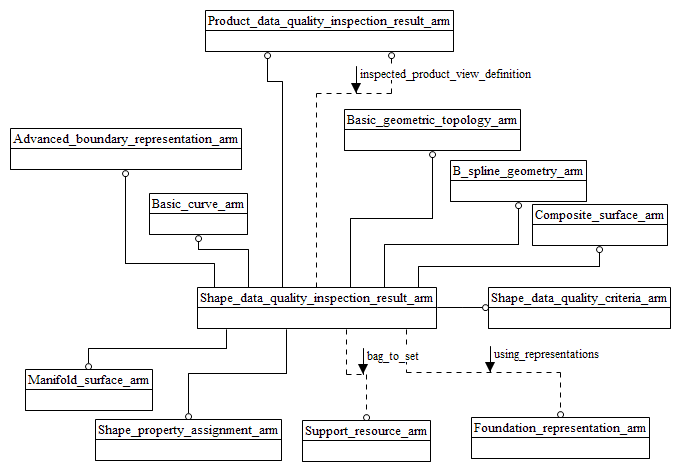 Product_data_quality_inspection_result_arm
inspected_product_view_definition
Basic_geometric_topology_arm
Advanced_boundary_representation_arm
B_spline_geometry_arm
Basic_curve_arm
Composite_surface_arm
Shape_data_quality_inspection_result_arm
Shape_data_quality_criteria_arm
bag_to_set
using_representations
Manifold_surface_arm
Shape_property_assignment_arm
Support_resource_arm
Foundation_representation_arm